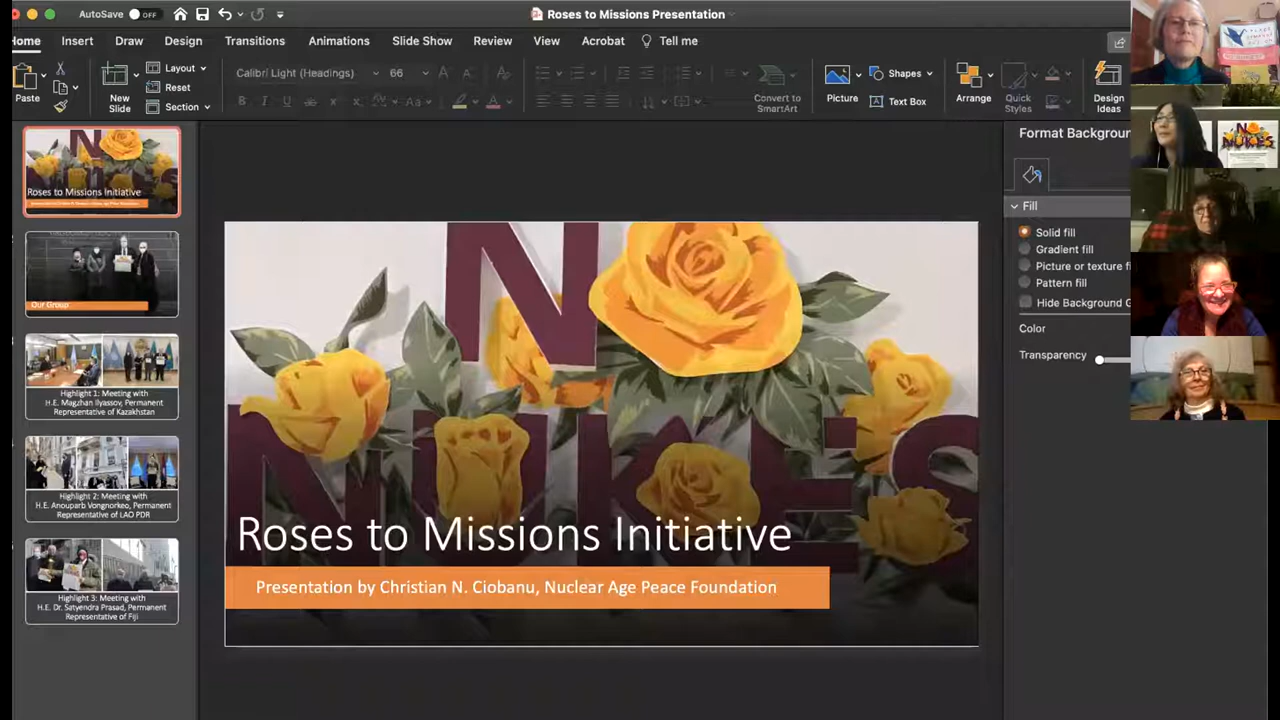 AutoSave OFF
Roses to Missions Presentation
Home Insert Draw Design Transitions Animations Slide Show Review View Acrobat Tell me
Paste
New
Slide
Layout
Reset
Section
Calibri Light (Headings) 66
Convert to
SmartArt
Picture
Shapes
Text Box
Arrange
Quick
Styles
Design
Ideas
Roses to Missions Initiative
Our Group
Highlight 1: Meeting with
H.E. Magzhan Ilyassov, Permanent
Representative of Kazakhstan
Highlight 2: Meeting with
H.E. Anouparb Vongnorkeo, Permanent
Representative of LAO PDR
Highlight 3: Meeting with
H.E. Dr. Satyendra Prasad, Permanent
Representative of Fiji
N
NUKES
Roses to Missions Initiative
Presentation by Christian N. Ciobanu, Nuclear Age Peace Foundation
Format Backgroun
Fill
Solid fill
Gradient fill
Picture or texture fi
Pattern fill
Hide Background G
Color
Transparency
NO
NUKES